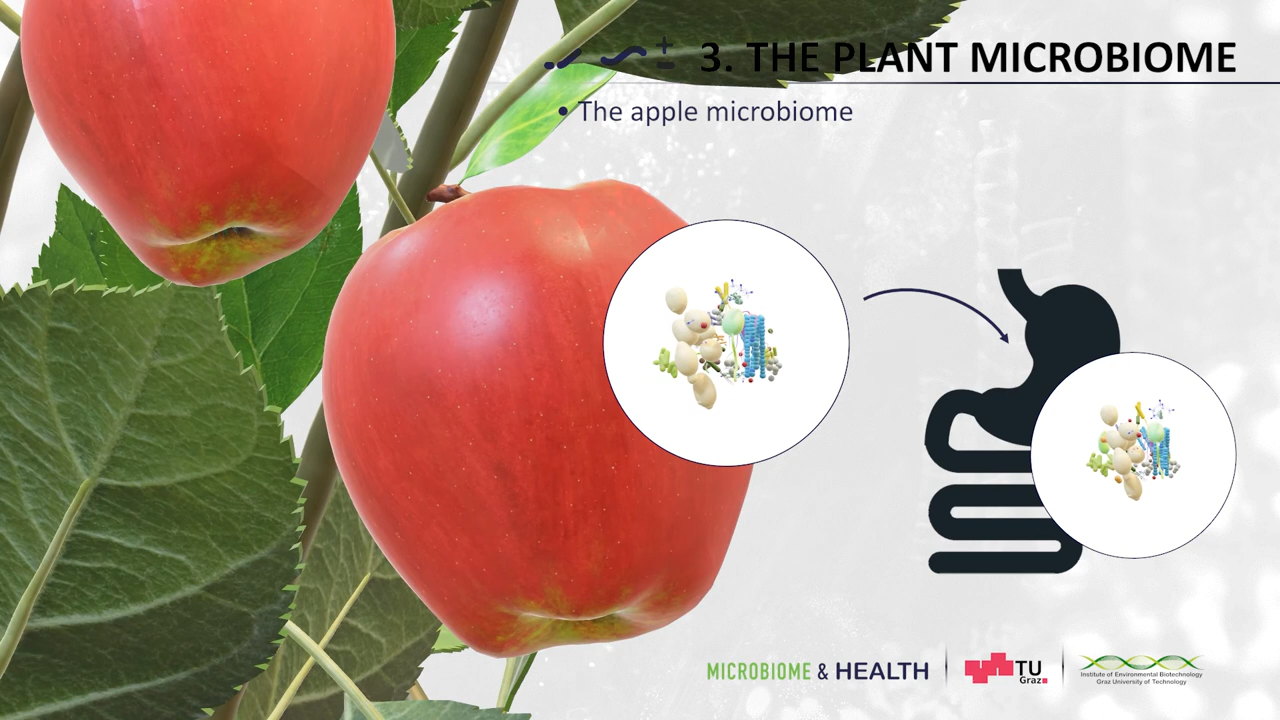 3. THE PLANT MICROBIOME
• The apple microbiome
MICROBIOME & HEALTH
TU
Graz
Institute of Environmental Biotechnology
Graz University of Technology